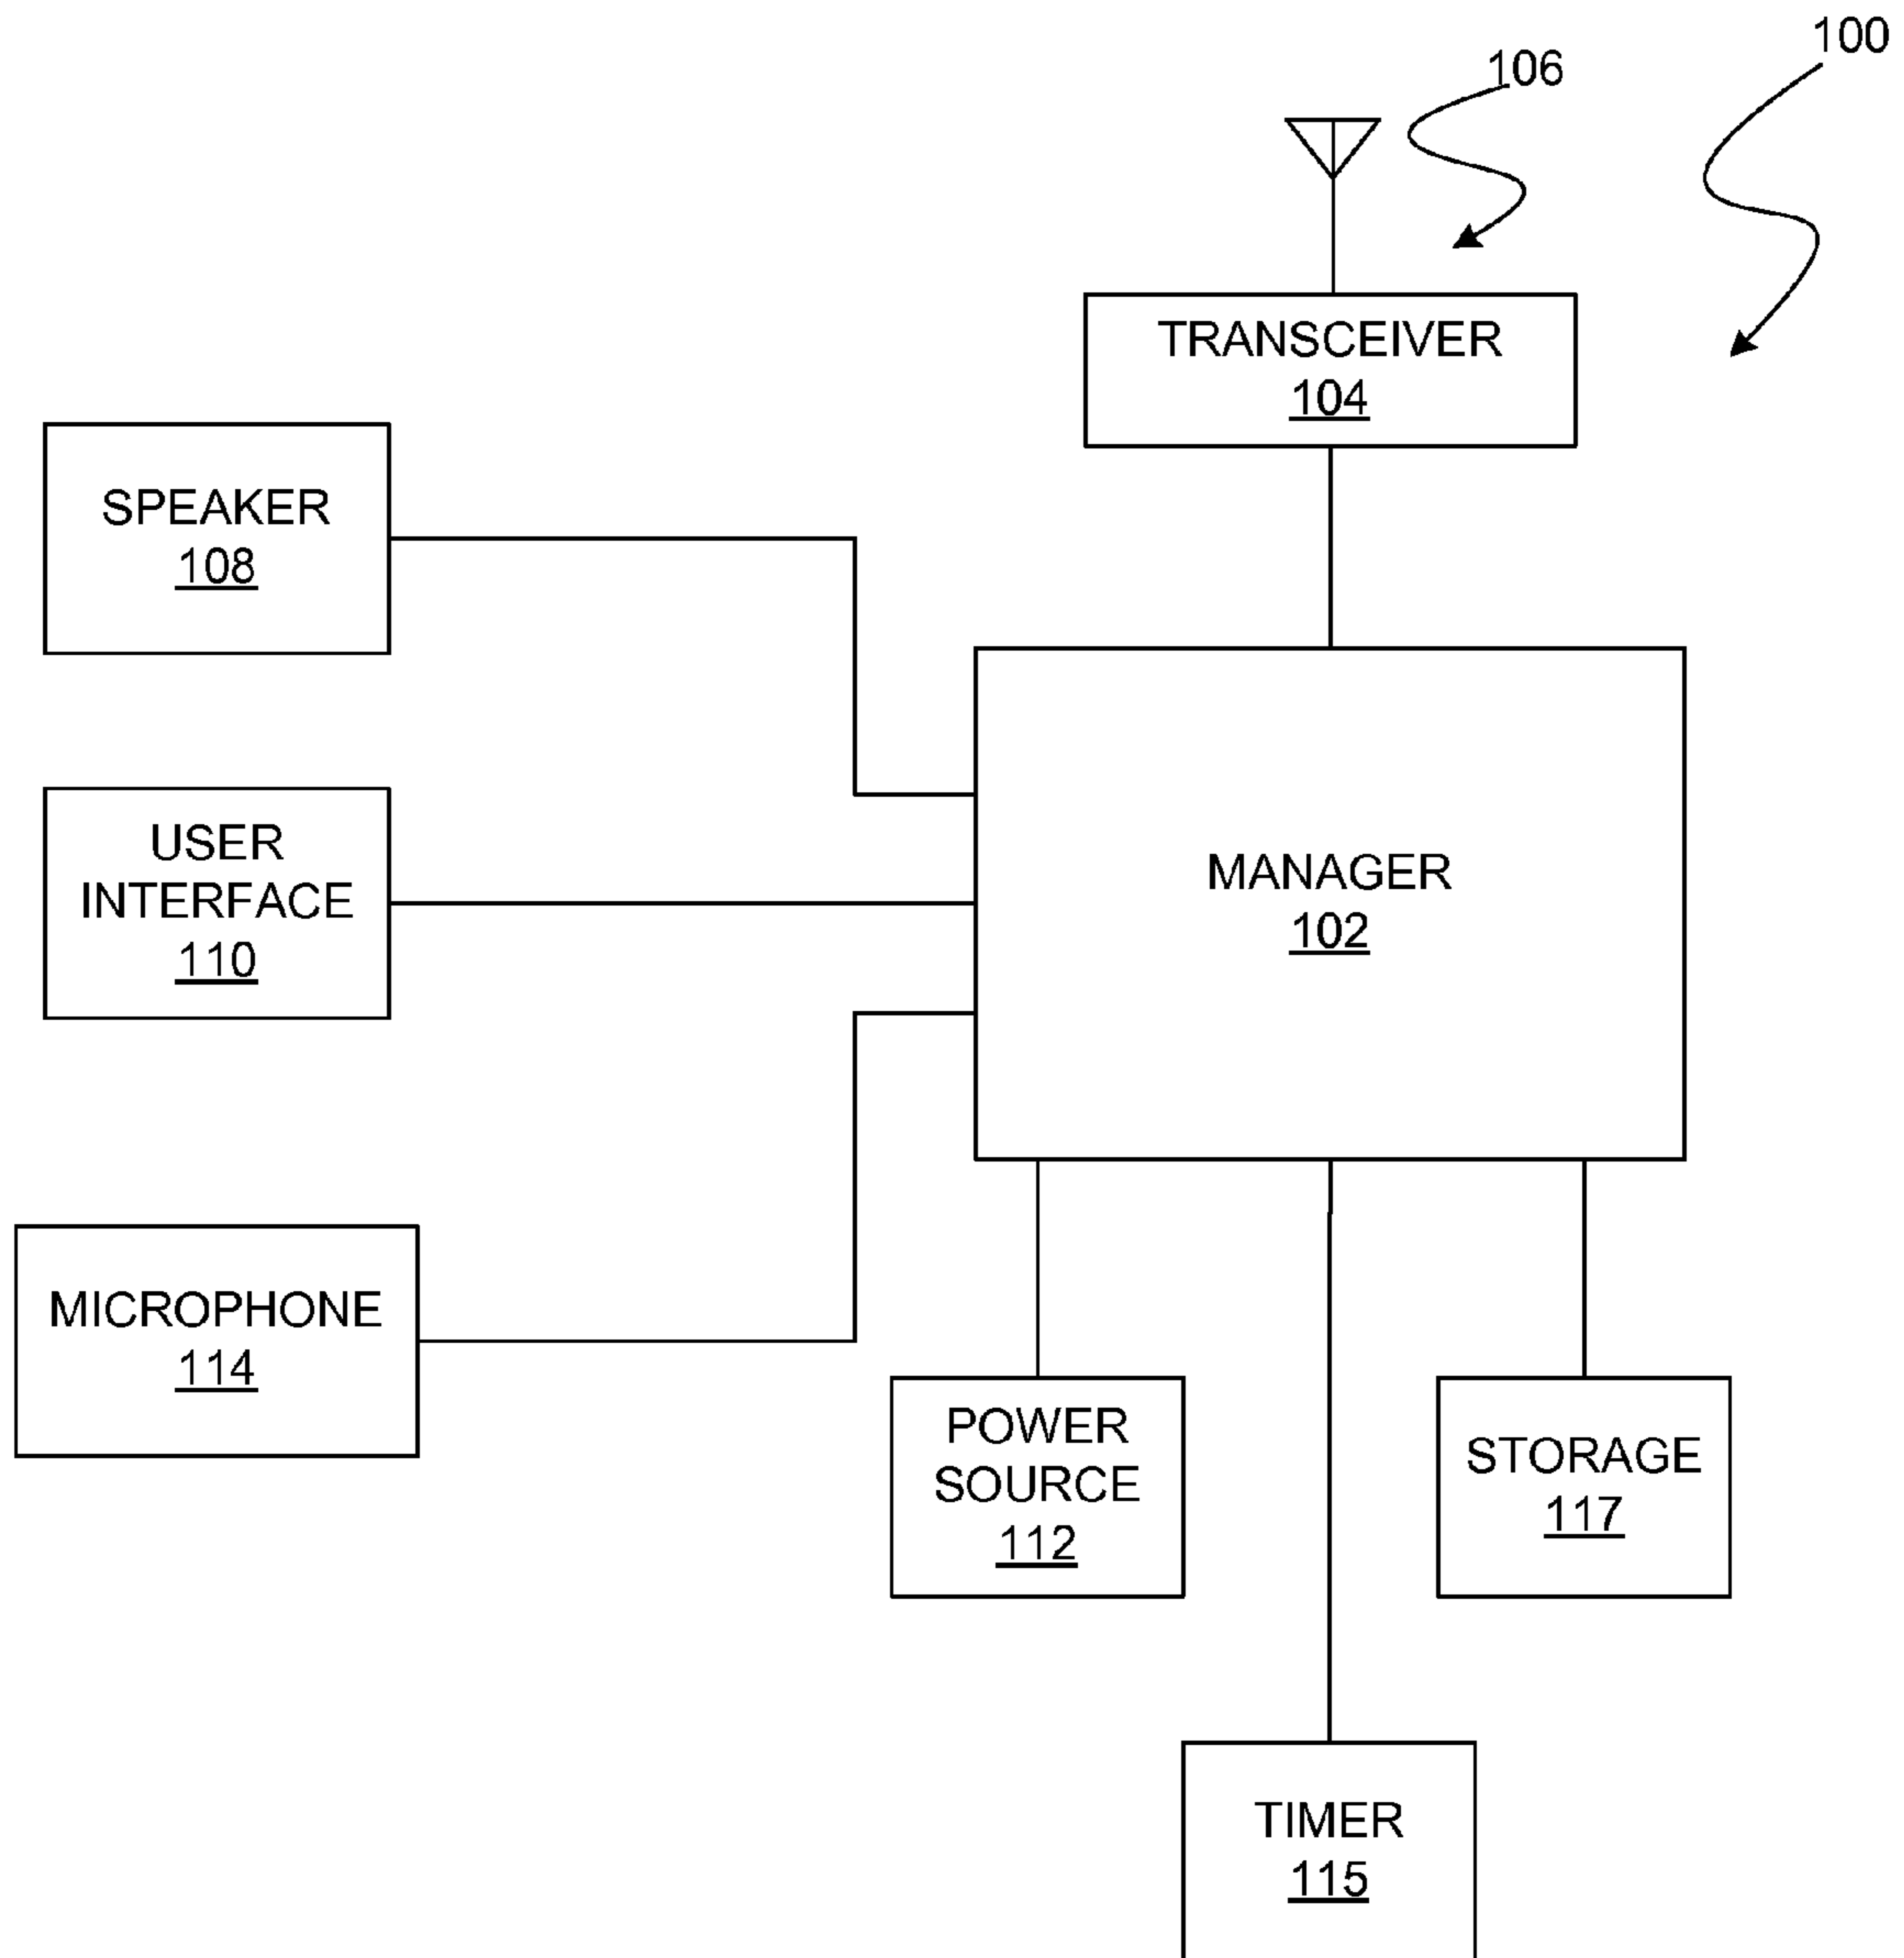 100
106
TRANSCEIVER
104
SPEAKER
108
USER
INTERFACE
110
MANAGER
102
MICROPHONE
114
POWER
SOURCE
112
STORAGE
117
TIMER
115